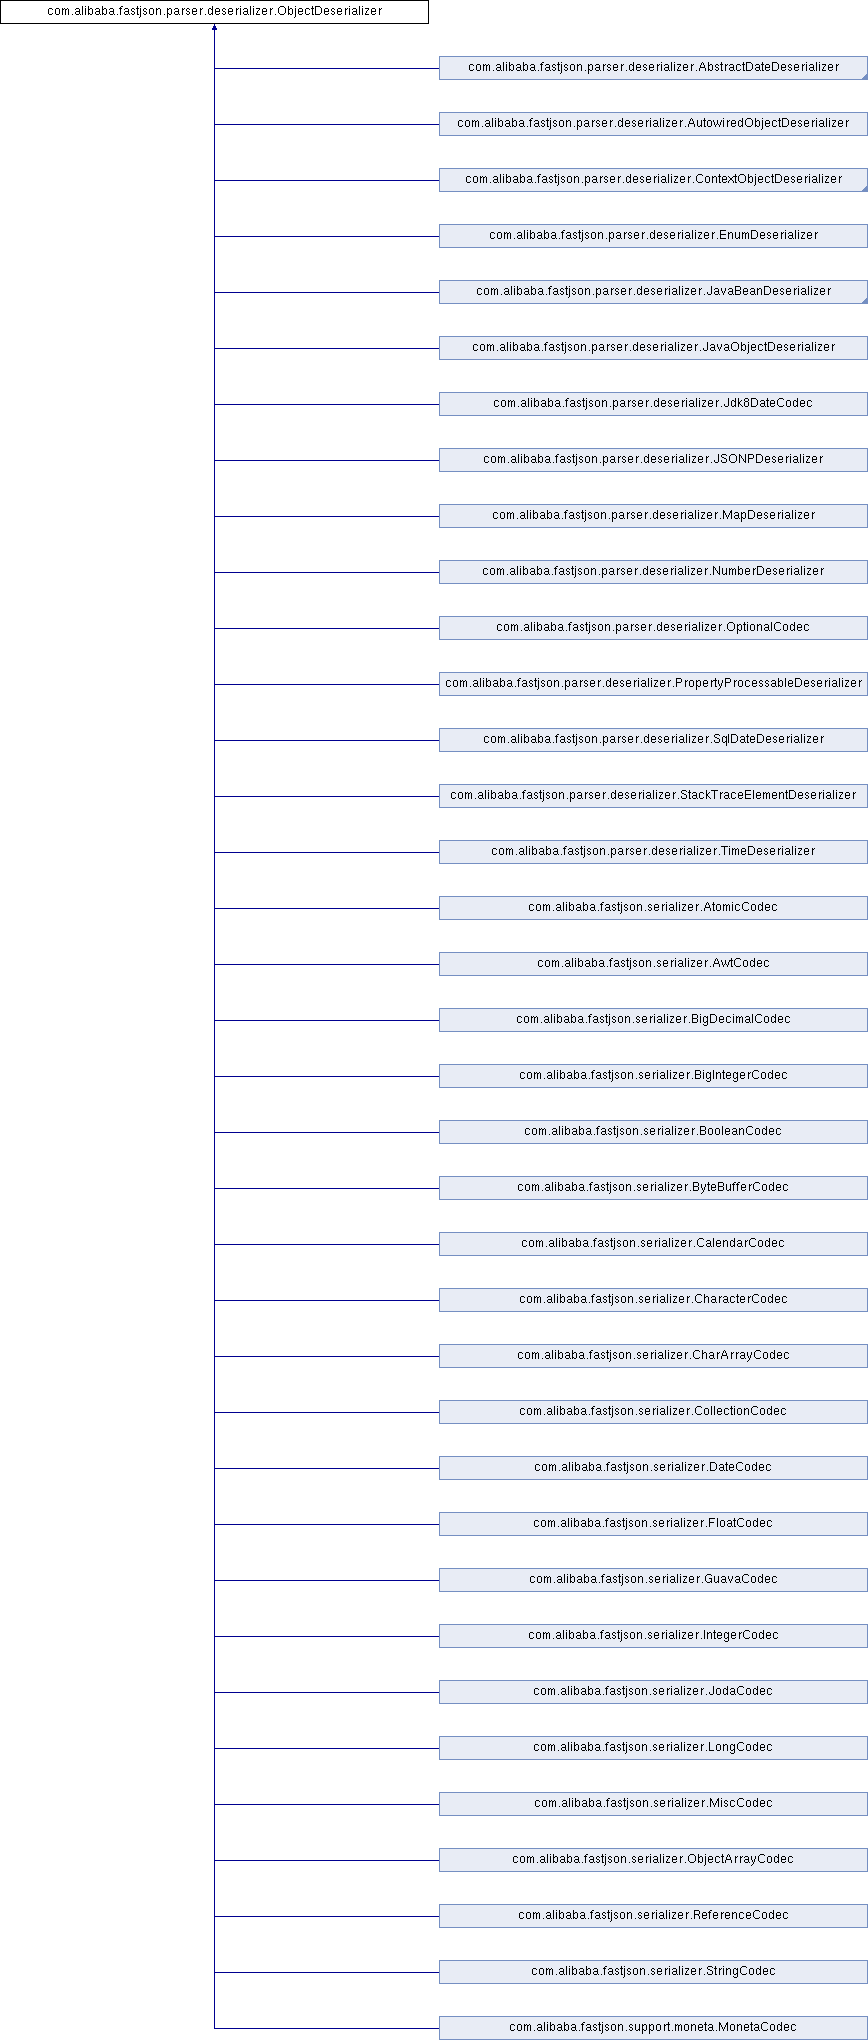 com.alibaba.fastjson.parser.deserializer.ObjectDeserializer
com.alibaba.fastjson.parser.deserializer.AbstractDateDeserializer
com.alibaba.fastjson.parser.deserializer.AutowiredObjectDeserializer
com.alibaba.fastjson.parser.deserializer.ContextObjectDeserializer
com.alibaba.fastjson.parser.deserializer.EnumDeserializer
com.alibaba.fastjson.parser.deserializer.JavaBeanDeserializer
com.alibaba.fastjson.parser.deserializer.JavaObjectDeserializer
com.alibaba.fastjson.parser.deserializer.Jdk8DateCodec
com.alibaba.fastjson.parser.deserializer.JSONPDeserializer
com.alibaba.fastjson.parser.deserializer.MapDeserializer
com.alibaba.fastjson.parser.deserializer.NumberDeserializer
com.alibaba.fastjson.parser.deserializer.OptionalCodec
com.alibaba.fastjson.parser.deserializer.PropertyProcessableDeserializer
com.alibaba.fastjson.parser.deserializer.SqlDateDeserializer
com.alibaba.fastjson.parser.deserializer.StackTraceElementDeserializer
com.alibaba.fastjson.parser.deserializer.TimeDeserializer
com.alibaba.fastjson.serializer.AtomicCodec
com.alibaba.fastjson.serializer.AwtCodec
com.alibaba.fastjson.serializer.BigDecimalCodec
com.alibaba.fastjson.serializer.BigIntegerCodec
com.alibaba.fastjson.serializer.BooleanCodec
com.alibaba.fastjson.serializer.ByteBufferCodec
com.alibaba.fastjson.serializer.CalendarCodec
com.alibaba.fastjson.serializer.CharacterCodec
com.alibaba.fastjson.serializer.CharArrayCodec
com.alibaba.fastjson.serializer.CollectionCodec
com.alibaba.fastjson.serializer.DateCodec
com.alibaba.fastjson.serializer.FloatCodec
com.alibaba.fastjson.serializer.GuavaCodec
com.alibaba.fastjson.serializer.IntegerCodec
com.alibaba.fastjson.serializer.JodaCodec
com.alibaba.fastjson.serializer.LongCodec
com.alibaba.fastjson.serializer.MiscCodec
com.alibaba.fastjson.serializer.ObjectArrayCodec
com.alibaba.fastjson.serializer.ReferenceCodec
com.alibaba.fastjson.serializer.StringCodec
com.alibaba.fastjson.support.moneta.MonetaCodec